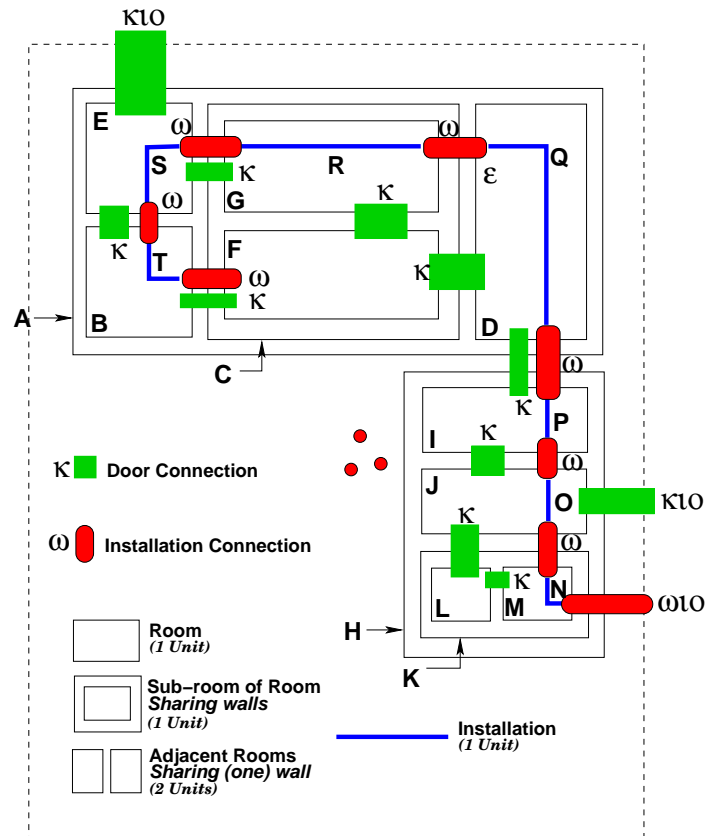 κιο
E
ω
ω
S
R
Q
κ
κ
ε
G
ω
κ
T
F
κ
ω
κ
A
B
D
C
ω
κ
P
I
κ
J
ω
κ Door Connection
O
κιο
κ
ω Installation Connection
ω
κ
N
L
M
ωιο
H
K
Room
(1 Unit)
Sub-room of Room
Sharing walls
(1 Unit)
Installation
(1 Unit)
Adjacent Rooms
Sharing (one) wall
(2 Units)